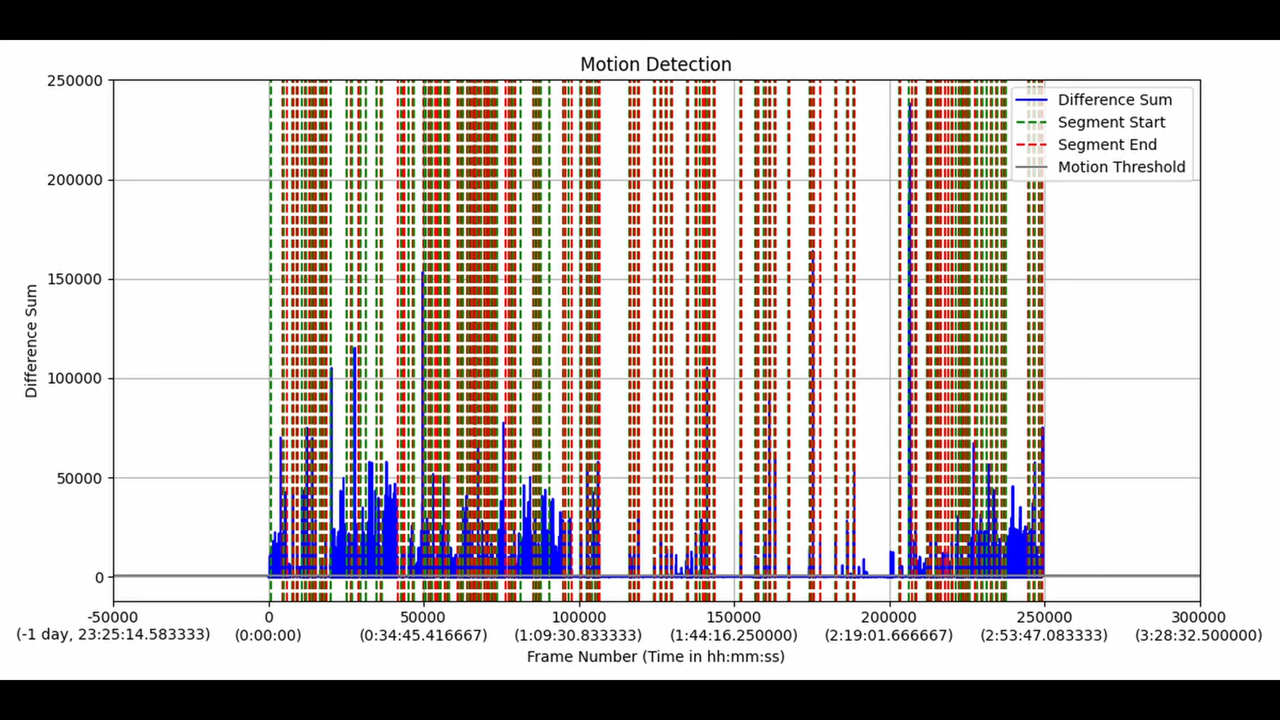 Motion Detection
250000
200000
150000
100000
50000
0
Difference Sum
Difference Sum
Segment Start
Segment End
Motion Threshold
-50000 0 50000 100000 150000 200000 250000 300000
(-1 day, 23:25:14.583333) (0:00:00) (0:34:45.416667) (1:09:30.833333) (1:44:16.250000) (2:19:01.666667) (2:53:47.083333) (3:28:32.500000)
Frame Number (Time in hh:mm:ss)